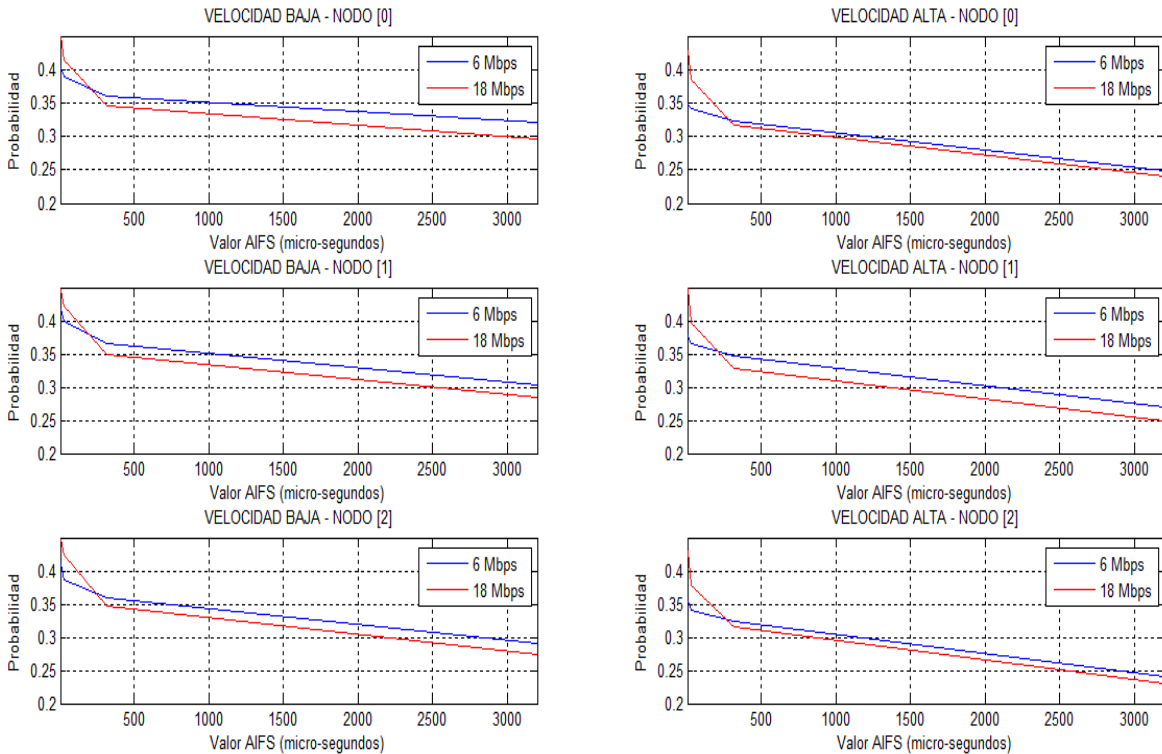 VELOCIDAD BAJA - NODO [0]
Probabilidad
0.4
0.35
0.3
0.25
0.2
6 Mbps
18 Mbps
500 1000 1500 2000 2500 3000
Valor AIFS (micro-segundos)
VELOCIDAD ALTA - NODO [0]
Probabilidad
0.4
0.35
0.3
0.25
0.2
6 Mbps
18 Mbps
500 1000 1500 2000 2500 3000
Valor AIFS (micro-segundos)
VELOCIDAD BAJA - NODO [1]
Probabilidad
0.4
0.35
0.3
0.25
0.2
6 Mbps
18 Mbps
500 1000 1500 2000 2500 3000
Valor AIFS (micro-segundos)
VELOCIDAD ALTA - NODO [1]
Probabilidad
0.4
0.35
0.3
0.25
0.2
6 Mbps
18 Mbps
500 1000 1500 2000 2500 3000
Valor AIFS (micro-segundos)
VELOCIDAD BAJA - NODO [2]
Probabilidad
0.4
0.35
0.3
0.25
0.2
6 Mbps
18 Mbps
500 1000 1500 2000 2500 3000
Valor AIFS (micro-segundos)
VELOCIDAD ALTA - NODO [2]
Probabilidad
0.4
0.35
0.3
0.25
0.2
6 Mbps
18 Mbps
500 1000 1500 2000 2500 3000
Valor AIFS (micro-segundos)